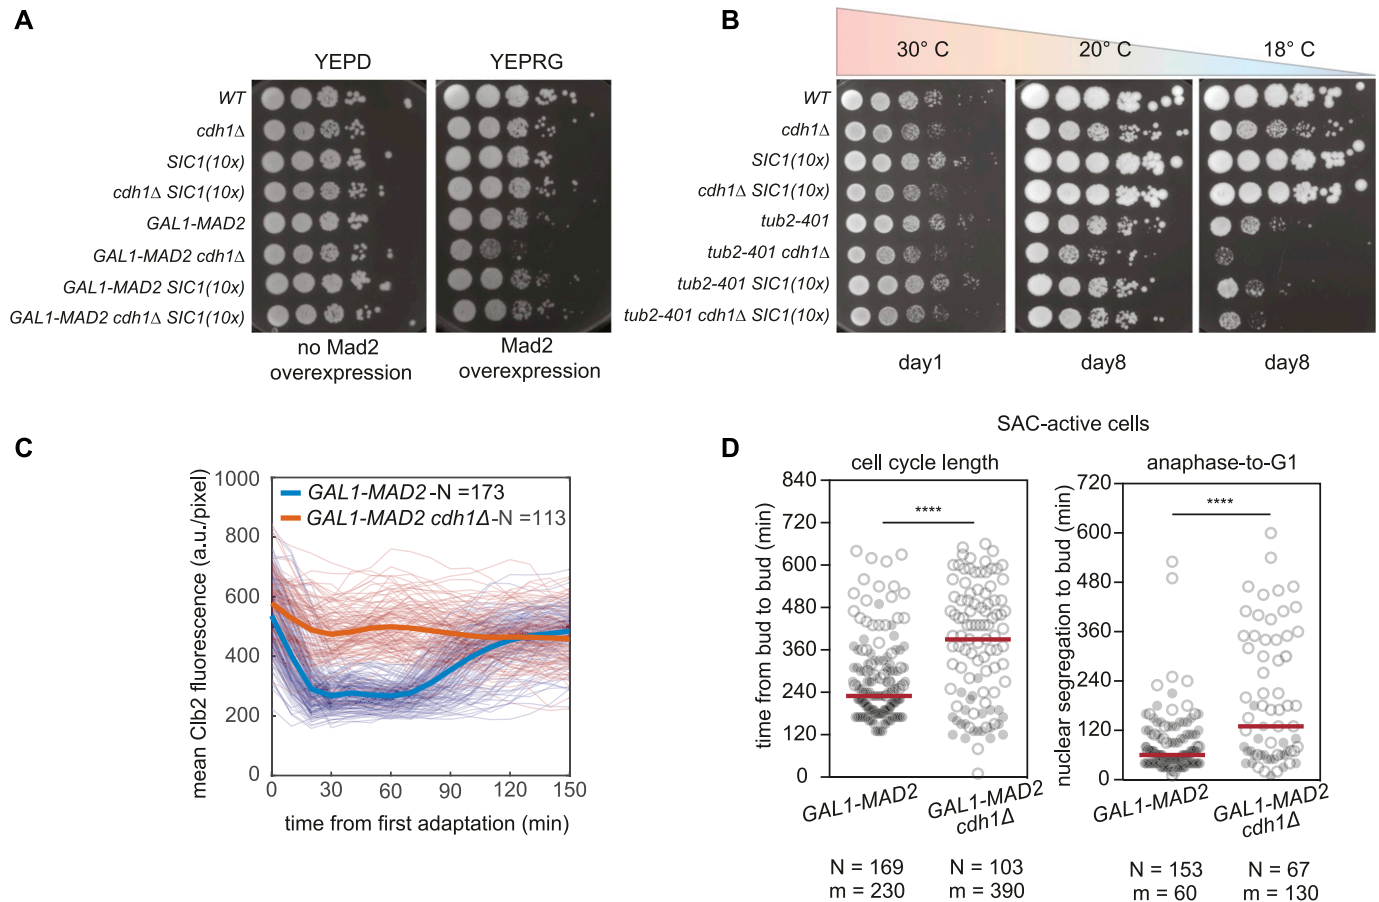 A
YEPD
YEPRG
WT
cdh1Δ
SIC1(10x)
cdh1Δ SIC1(10x)
GAL1-MAD2
GAL1-MAD2 cdh1Δ
GAL1-MAD2 SIC1(10x)
GAL1-MAD2 cdh1Δ SIC1(10x)
no Mad2
overexpression
Mad2
overexpression
B
30° C
20° C
18° C
WT
cdh1Δ
SIC1(10x)
cdh1Δ SIC1(10x)
tub2-401
tub2-401 cdh1Δ
tub2-401 SIC1(10x)
tub2-401 cdh1Δ SIC1(10x)
day1
day8
day8
C
mean Clb2 fluorescence (a.u./pixel)
1000
800
600
400
200
0
GAL1-MAD2 -N =173
GAL1-MAD2 cdh1Δ-N =113
0
30
60
90
120
150
time from first adaptation (min)
SAC-active cells
D
cell cycle length
time from bud to bud (min)
840
720
600
480
360
240
120
0
****
GAL1-MAD2
GAL1-MAD2
cdh1Δ
N = 169
m = 230
N = 103
m = 390
anaphase-to-G1
nuclear segregation to bud (min)
720
600
480
360
240
120
0
****
GAL1-MAD2
GAL1-MAD2
cdh1Δ
N = 153
m = 60
N = 67
m = 130